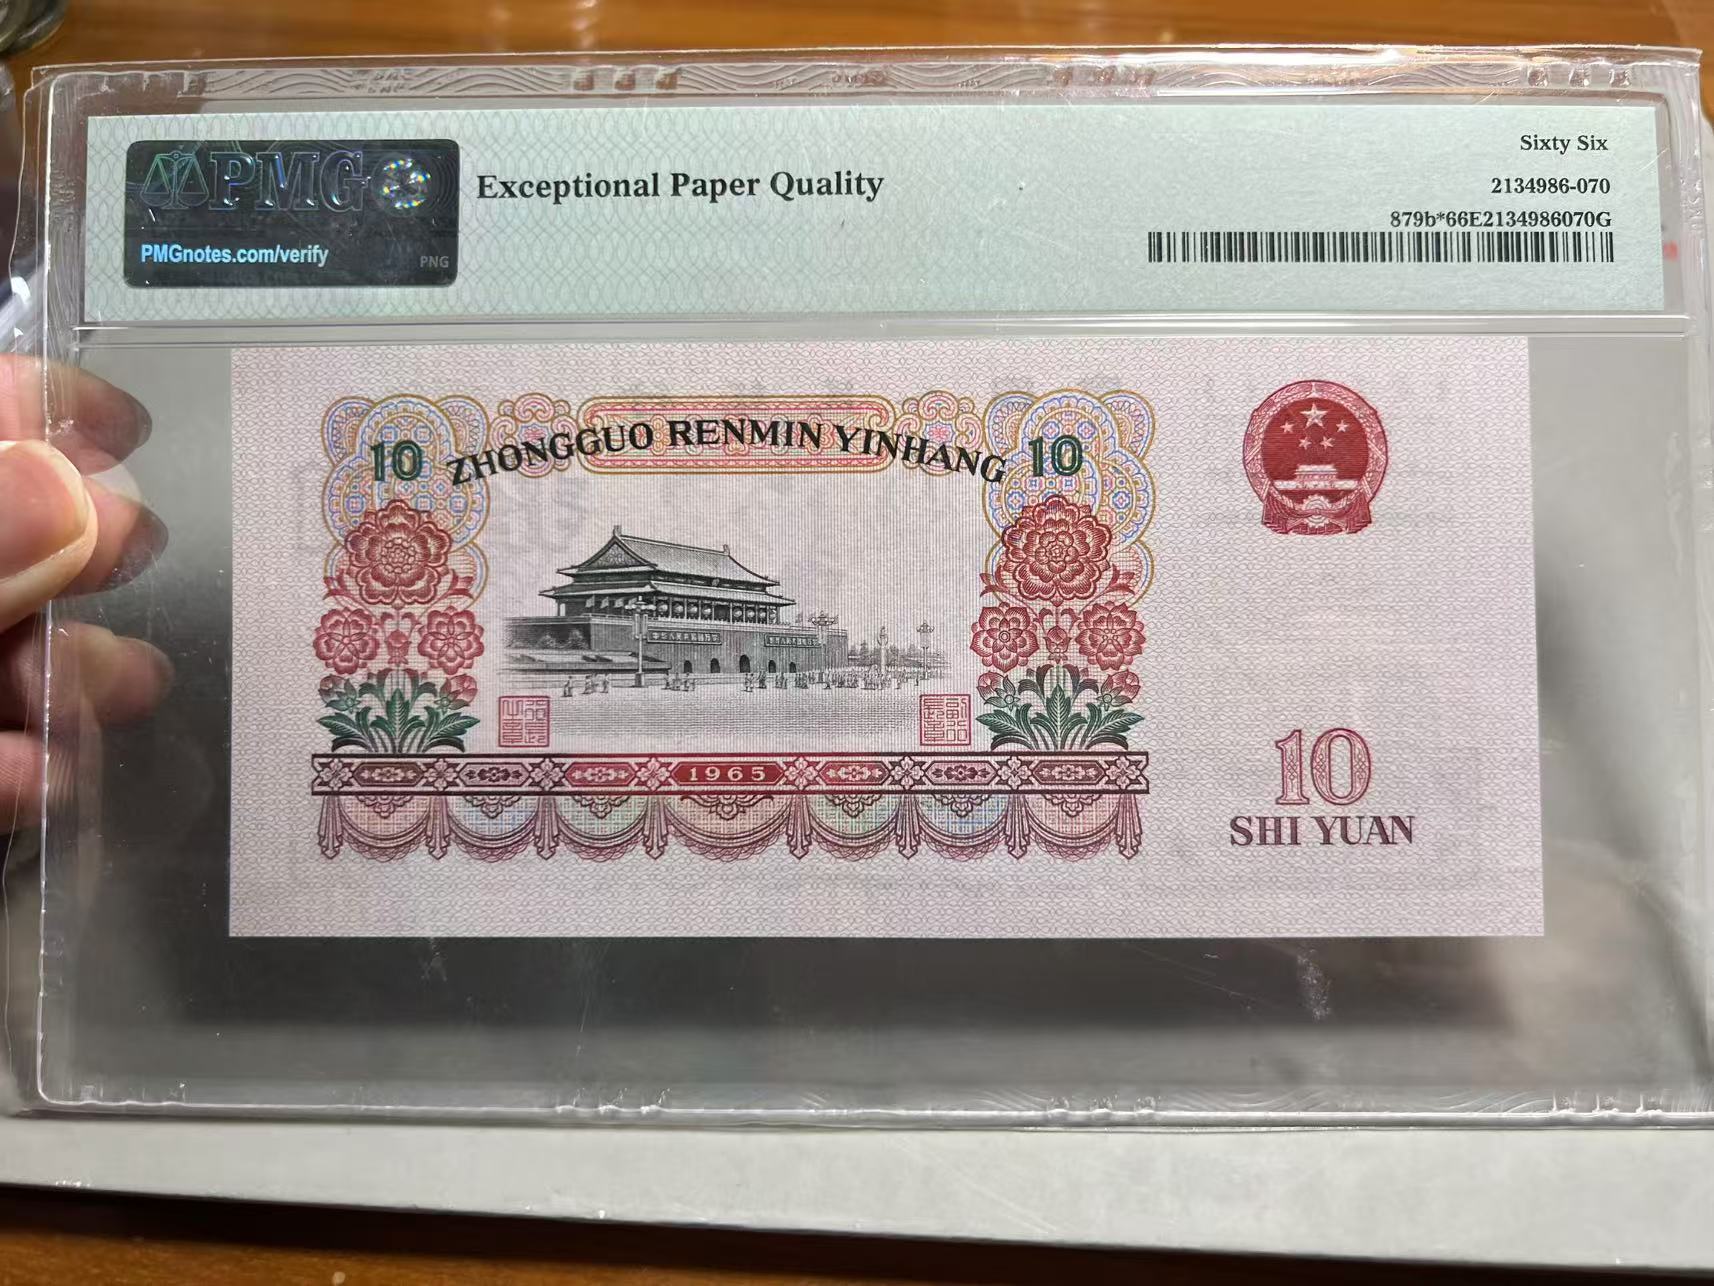 PMG
PMGnotes.com/verify
PNG
Exceptional Paper Quality
Sixty Six
2134986-070
879b*66E2134986070G
10 ZHONGGUO RENMIN YINHANG 10
1965
10
SHI YUAN